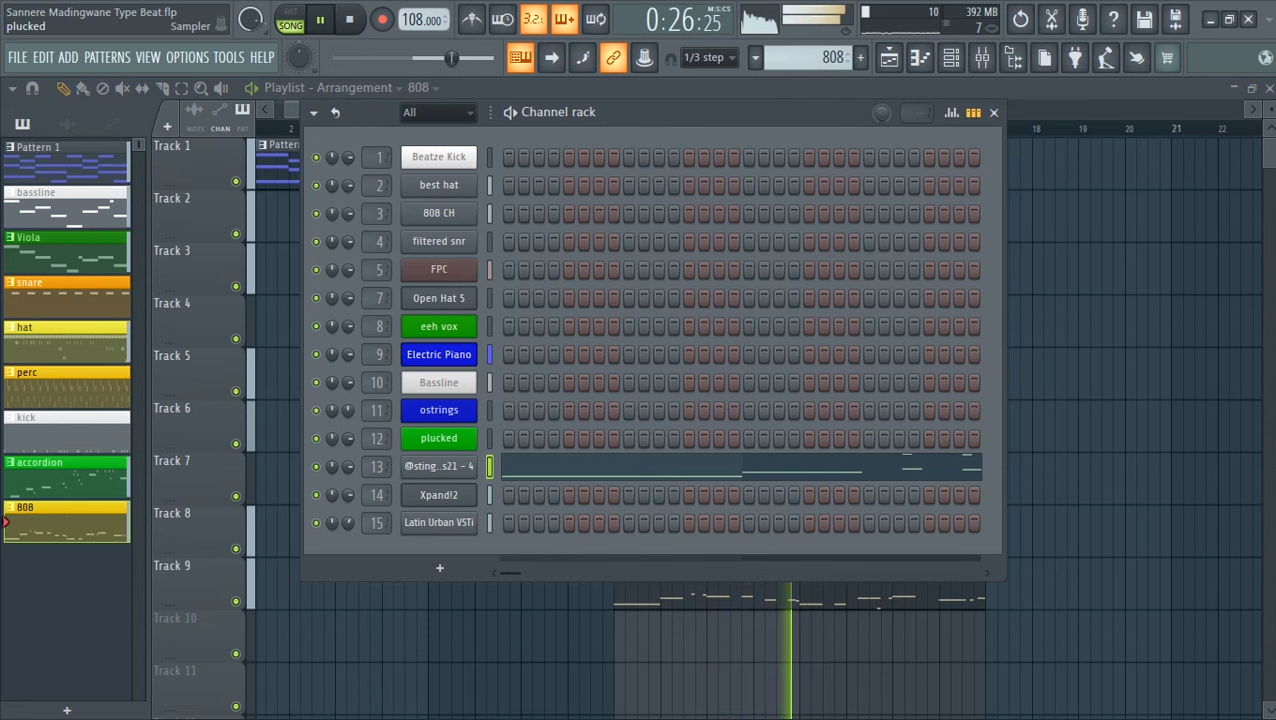 Sannere Madingwane Type Beat.flp
plucked
Sampler
PAT
SONG
108.000
3.2.
0:26:25
M:S:CS
10
392 MB
7
FILE EDIT PATTERNS VIEW OPTIONS TOOLS HELP
1/3 step
808
Playlist - Arrangement
808
NOTE
CHAN
PAT
2
18
19
20
21
22
Channel rack
All
Pattern 1
bassline
Viola
snare
hat
perc
kick
accordion
808
Track 1
Track 2
Track 3
Track 4
Track 5
Track 6
Track 7
Track 8
Track 9
Track 10
Track 11
Patter
1
Beatze Kick
2
best hat
3
808 CH
4
filtered snr
5
FPC
7
Open Hat 5
8
eeh vox
9
Electric Piano
10
Bassline
11
ostrings
12
plucked
13
@sting..s21 - 4
14
Xpand!2
15
Latin Urban VSTi